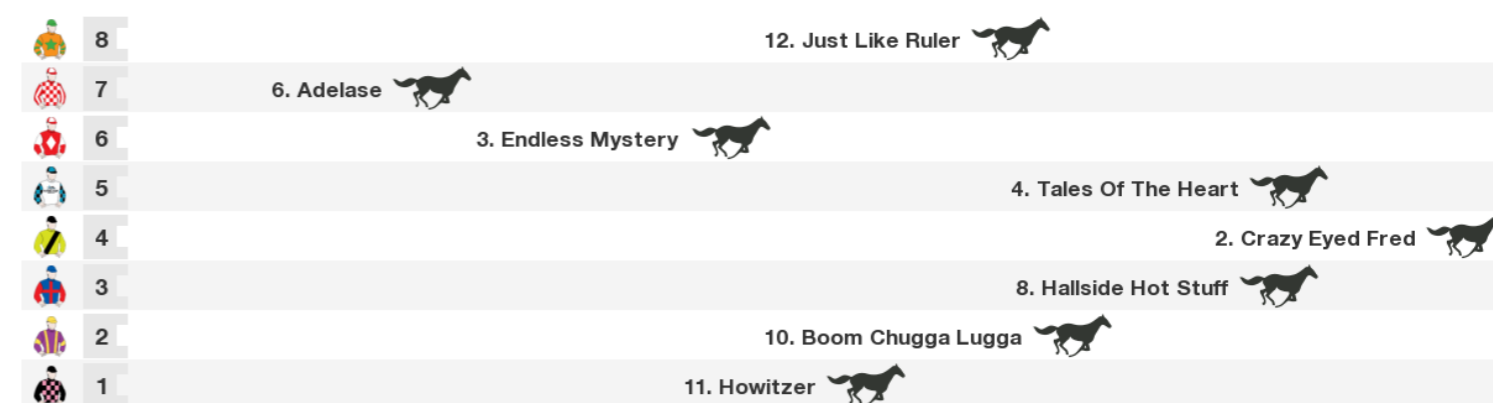 8 12. Just Like Ruler
7 6. Adelase
6 3. Endless Mystery
5 4. Tales Of The Heart
4 2. Crazy Eyed Fred
3 8. Hallside Hot Stuff
2 10. Boom Chugga Lugga
1 11. Howitzer